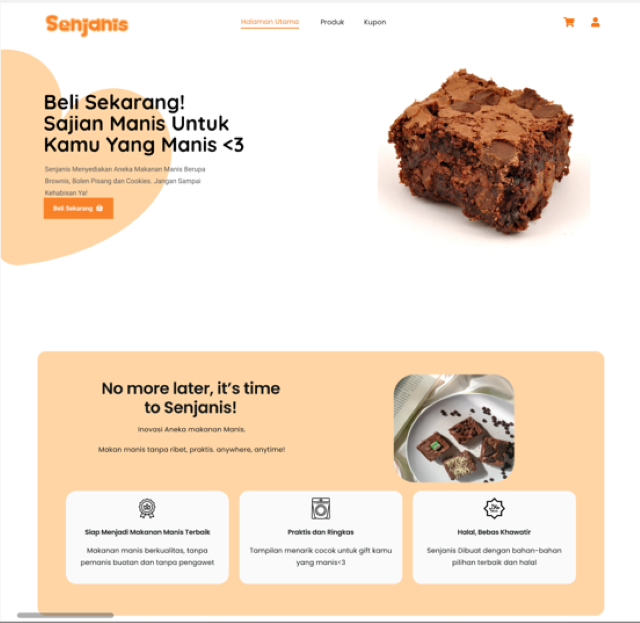 Senjanis
Halaman Utama Produk Kupon
Beli Sekarang!
Sajian Manis Untuk
Kamu Yang Manis <3
Senjanis Menyediakan Aneka Makanan Manis Berupa
Brownis, Bolen Pisang dan Cookies. Jangan Sampai
Kehabisan Ya!
Beli Sekarang
No more later, it's time
to Senjanis!
Inovasi Aneka makanan Manis.
Makan manis tanpa ribet, praktis. anywhere, anytime!
Siap Menjadi Makanan Manis Terbaik
Makanan manis berkualitas, tanpa
pemanis buatan dan tanpa pengawet
Praktis dan Ringkas
Tampilan menarik cocok untuk gift kamu
yang manis<3
Halal, Bebas Khawatir
Senjanis Dibuat dengan bahan-bahan
pilihan terbaik dan halal